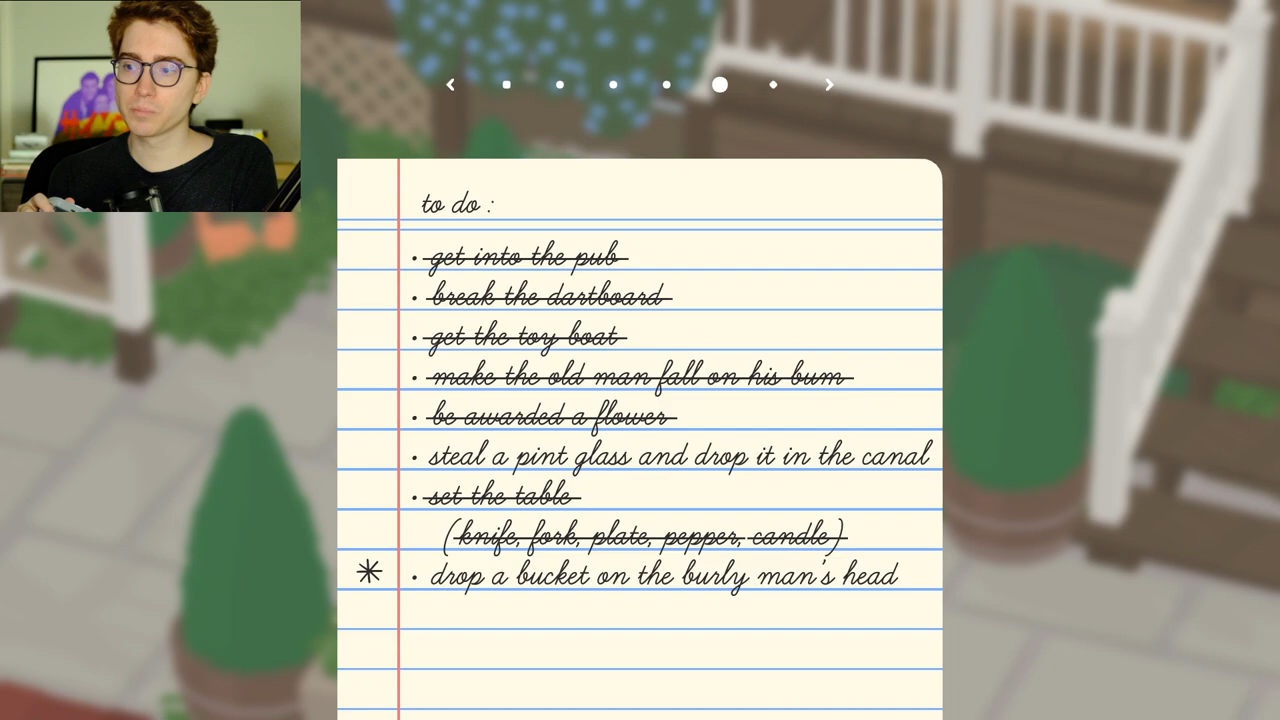 to do :
• get into the pub
• break the dartboard
• get the toy boat
• make the old man fall on his bum
• be awarded a flower
• steal a pint glass and drop it in the canal
• set the table
(knife, fork, plate, pepper, candle)
* • drop a bucket on the burly man's head